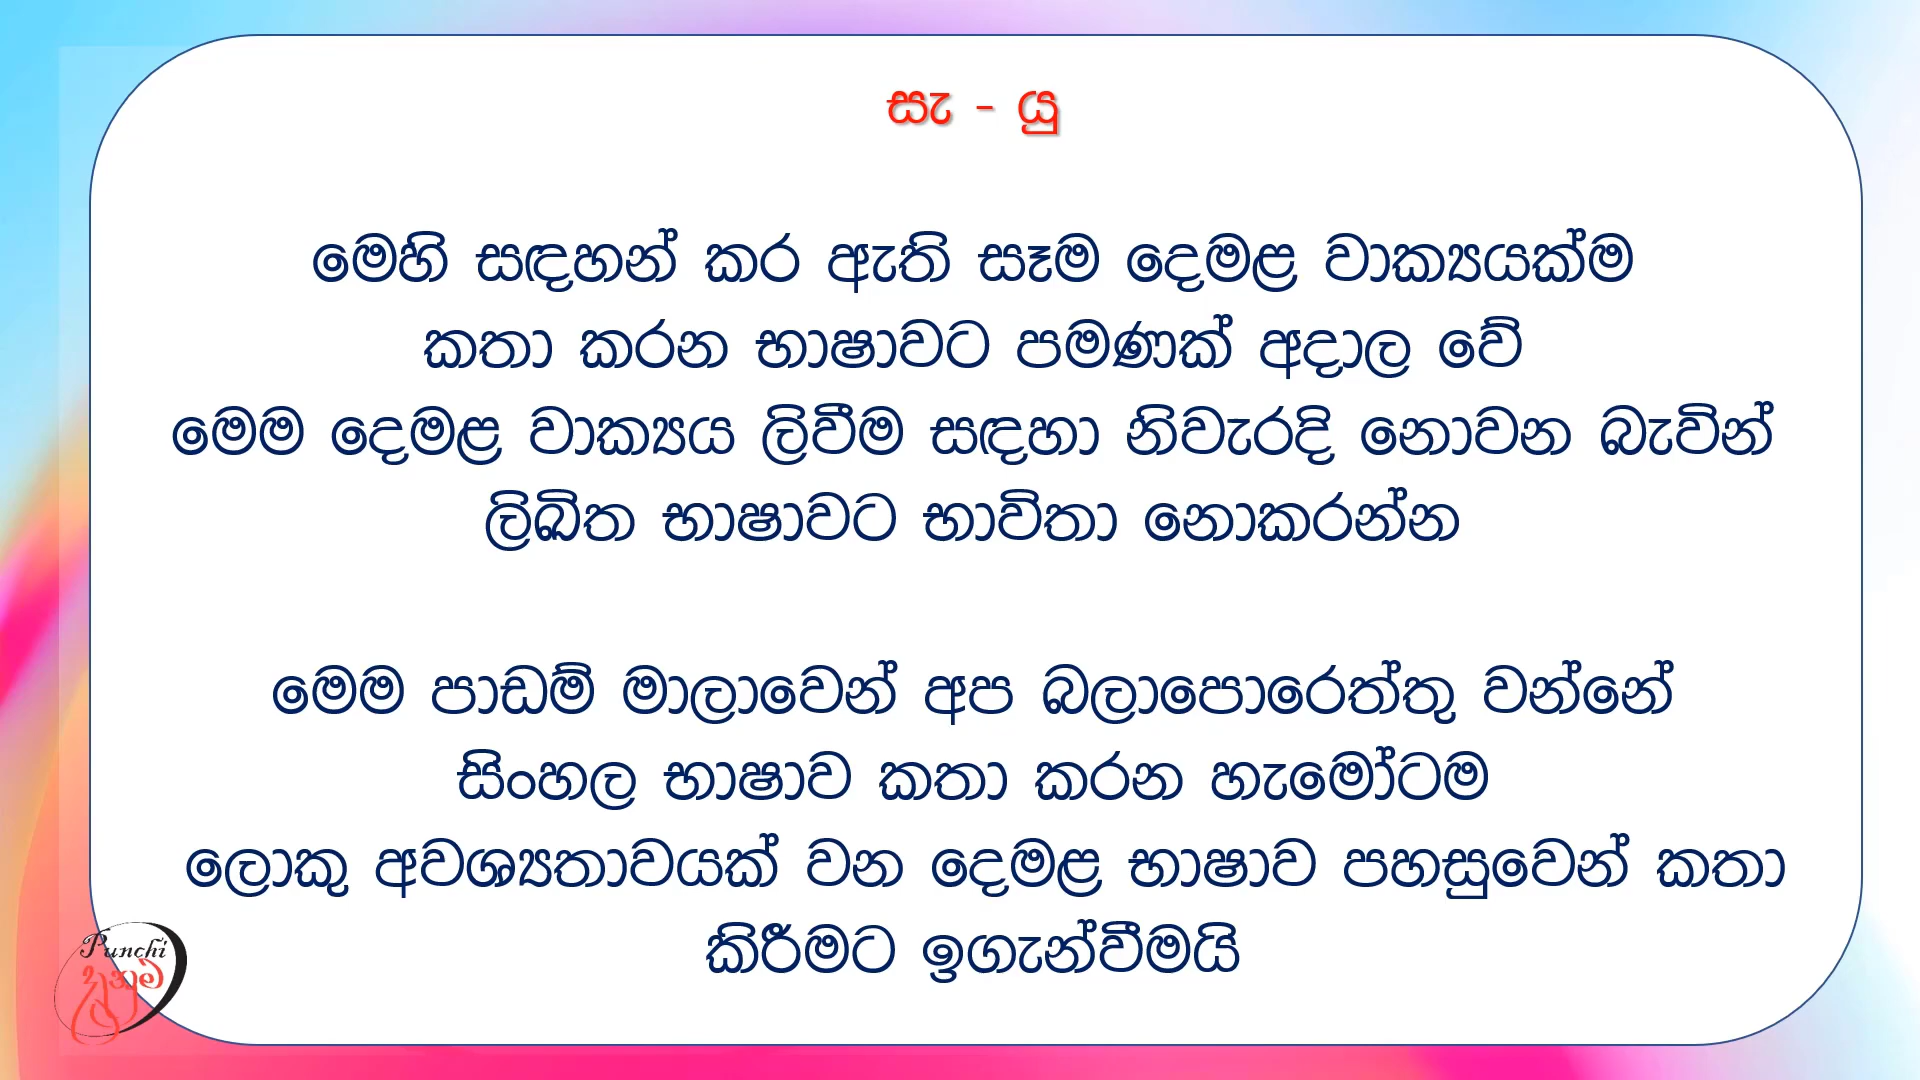 සැ - යු
මෙහි සඳහන් කර ඇති සෑම දෙමළ වාක්‍යයක්ම
කතා කරන භාෂාවට පමණක් අදාල වේ
මෙම දෙමළ වාක්‍යය ලිවීම සඳහා නිවැරදි නොවන බැවින්
ලිඛිත භාෂාවට භාවිතා නොකරන්න
මෙම පාඩම් මාලාවෙන් අප බලාපොරෙත්තු වන්නේ
සිංහල භාෂාව කතා කරන හැමෝටම
ලොකු අවශ්‍යතාවයක් වන දෙමළ භාෂාව පහසුවෙන් කතා
කිරීමට ඉගැන්වීමයි
Punchi